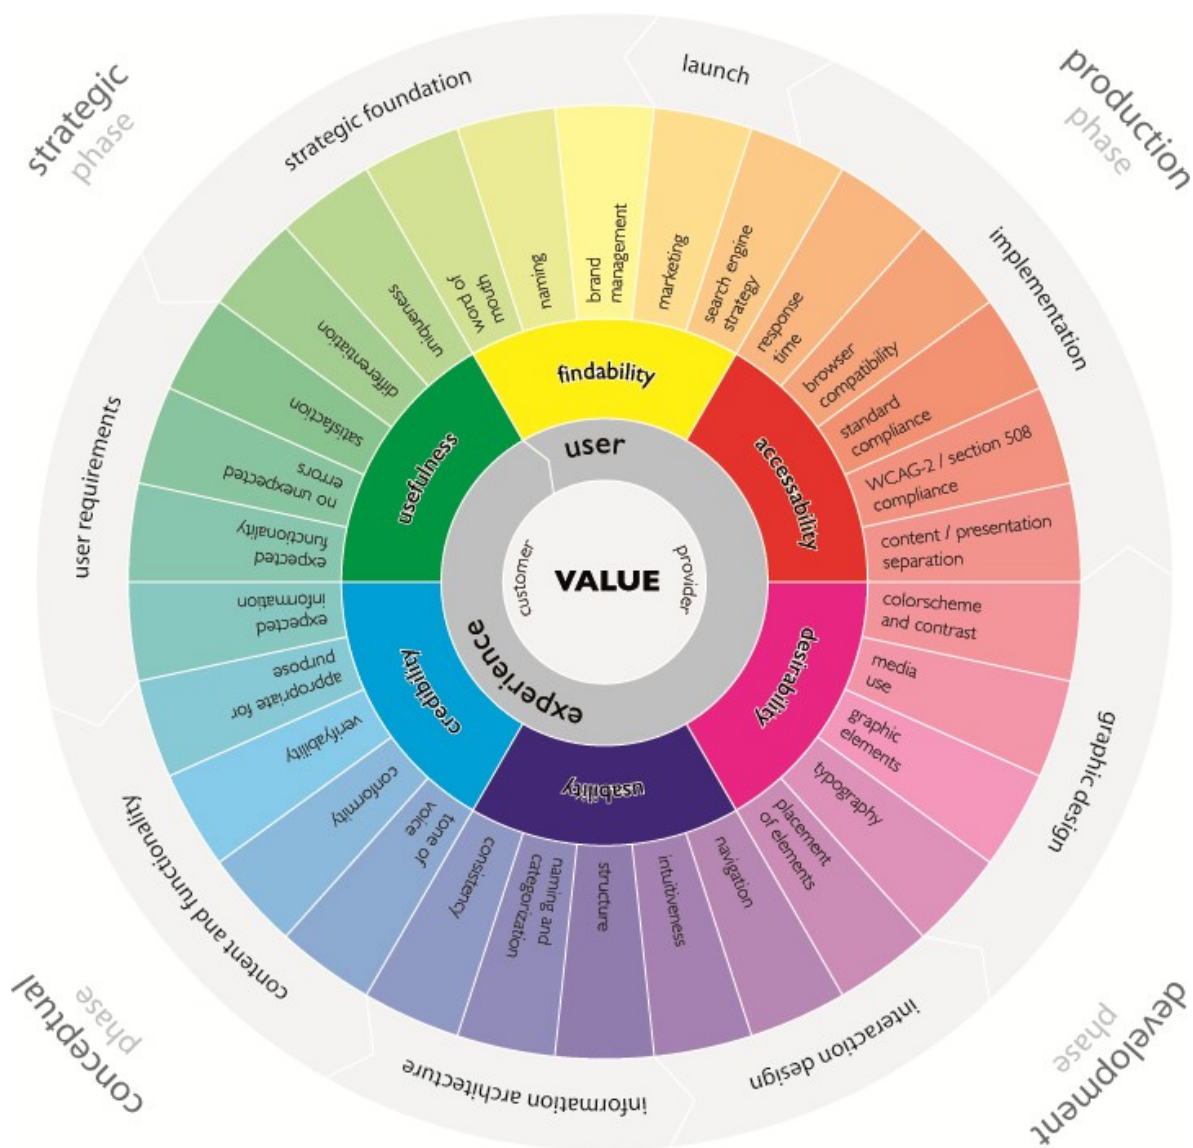 strategic
phase
production
phase
development
phase
conceptual
phase
strategic foundation
launch
implementation
graphic design
interaction design
information architecture
content and functionality
user requirements
brand
management
marketing
search engine
strategy
response
time
browser
compatibility
standard
compliance
WCAG-2 / section 508
compliance
content / presentation
separation
colorscheme
and contrast
media
use
graphic
elements
typography
placement
of elements
navigation
intuitiveness
structure
naming and
categorization
consistency
tone of
voice
conformity
verifyability
appropriate for
purpose
expected
information
expected
functionality
no unexpected
errors
satisfaction
differentiation
uniqueness
word of
mouth
naming
findability
accessability
desirability
usability
credibility
usefulness
user
experience
customer
VALUE
provider